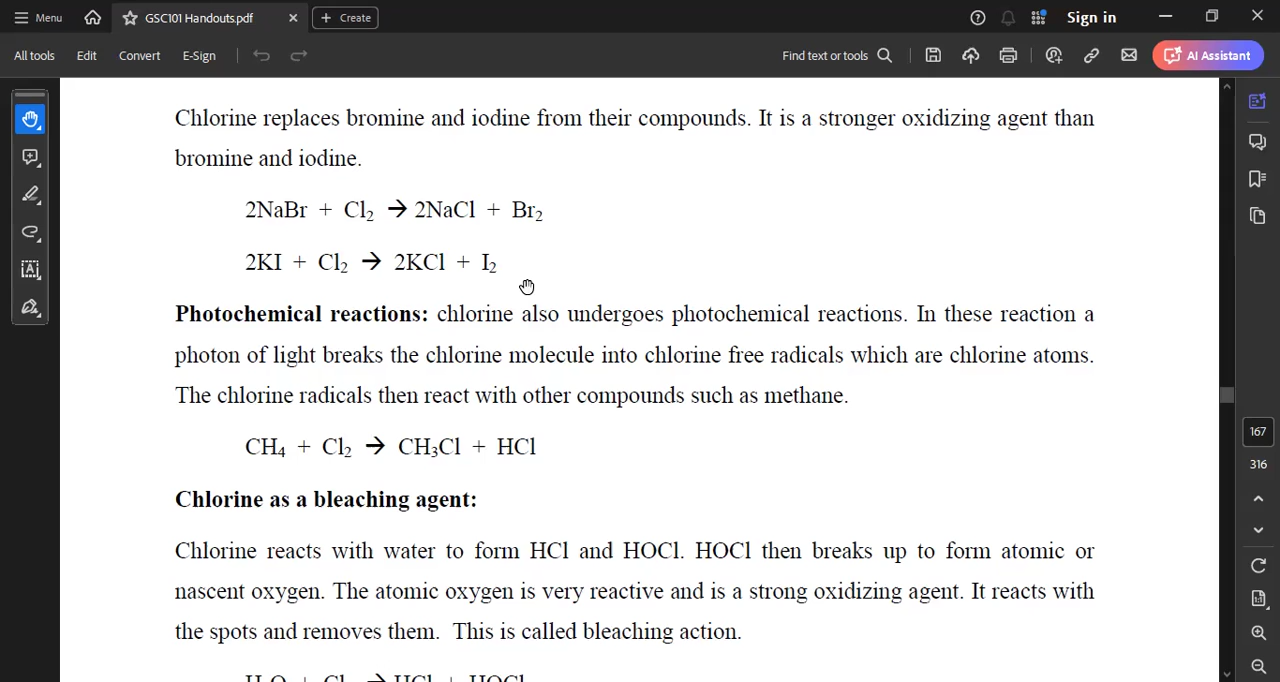 Menu
GSC101 Handouts.pdf
Create
Sign in
All tools
Edit
Convert
E-Sign
Find text or tools
AI Assistant
Chlorine replaces bromine and iodine from their compounds. It is a stronger oxidizing agent than
bromine and iodine.
2NaBr + Cl₂ → 2NaCl + Br₂
2KI + Cl₂ → 2KCl + I₂
Photochemical reactions: chlorine also undergoes photochemical reactions. In these reaction a
photon of light breaks the chlorine molecule into chlorine free radicals which are chlorine atoms.
The chlorine radicals then react with other compounds such as methane.
CH₄ + Cl₂ → CH₃Cl + HCl
Chlorine as a bleaching agent:
Chlorine reacts with water to form HCl and HOCl. HOCl then breaks up to form atomic or
nascent oxygen. The atomic oxygen is very reactive and is a strong oxidizing agent. It reacts with
the spots and removes them. This is called bleaching action.
H₂O + Cl₂ → HCl + HOCl
167
316